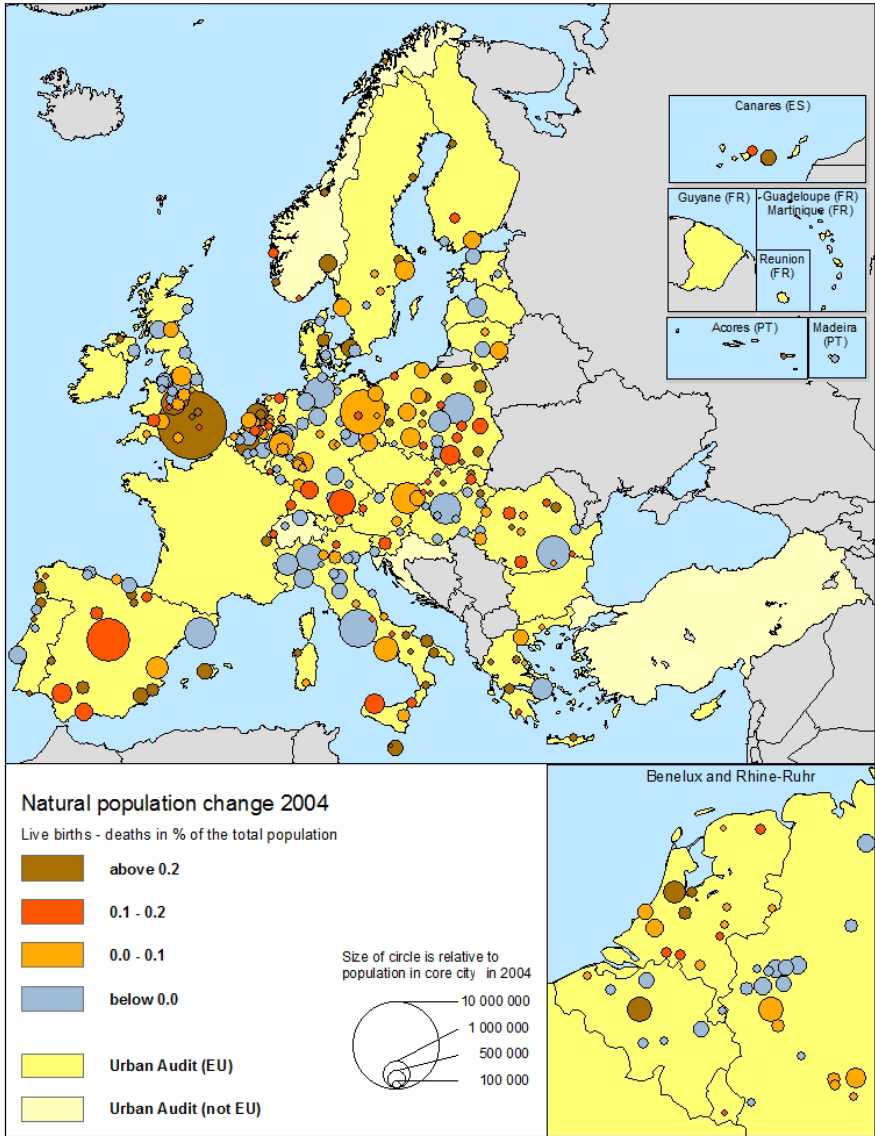 Canares (ES)
Guyane (FR)
Guadeloupe (FR)
Martinique (FR)
Reunion
(FR)
Acores (PT)
Madeira
(PT)
Natural population change 2004
Live births - deaths in % of the total population
above 0.2
0.1 - 0.2
0.0 - 0.1
below 0.0
Urban Audit (EU)
Urban Audit (not EU)
Size of circle is relative to
population in core city in 2004
10 000 000
1 000 000
500 000
100 000
Benelux and Rhine-Ruhr